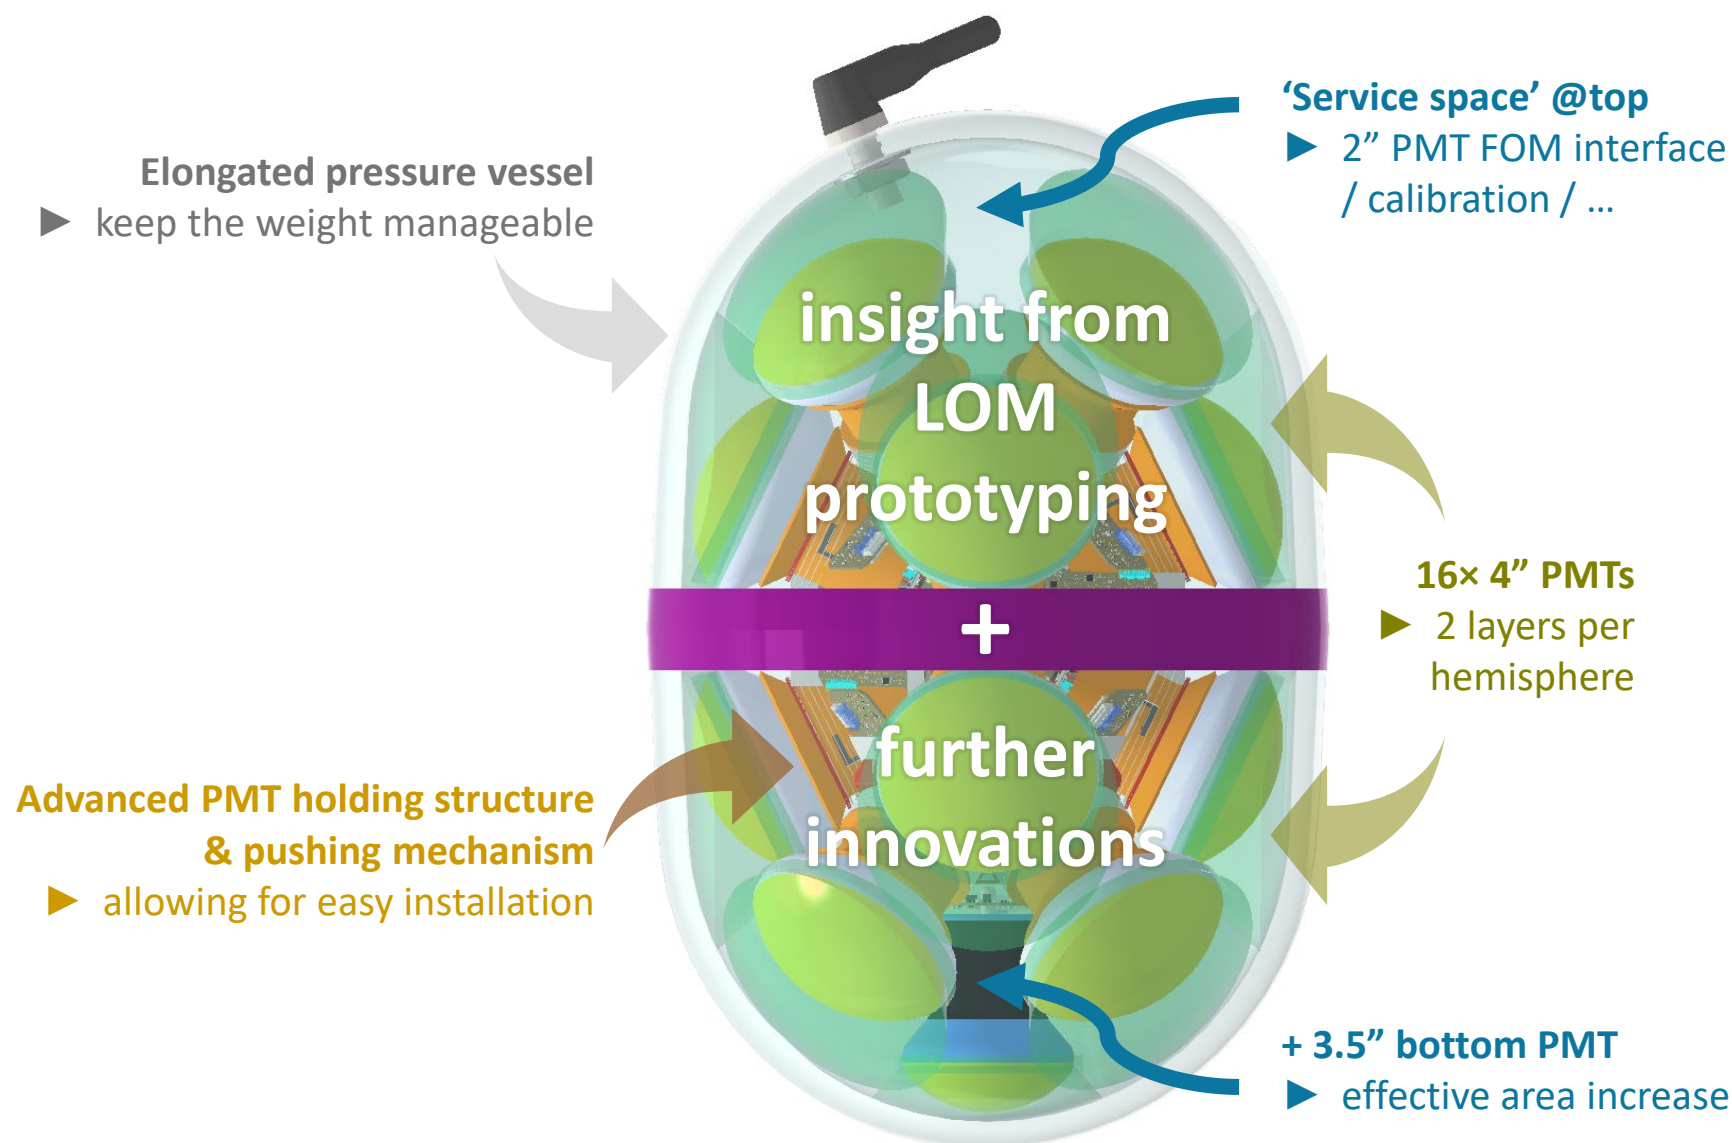 ‘Service space’ @top
► 2” PMT FOM interface
/ calibration / ...
Elongated pressure vessel
► keep the weight manageable
insight from
LOM
prototyping
+
further
innovations
16× 4” PMTs
► 2 layers per
hemisphere
Advanced PMT holding structure
& pushing mechanism
► allowing for easy installation
+ 3.5” bottom PMT
► effective area increase